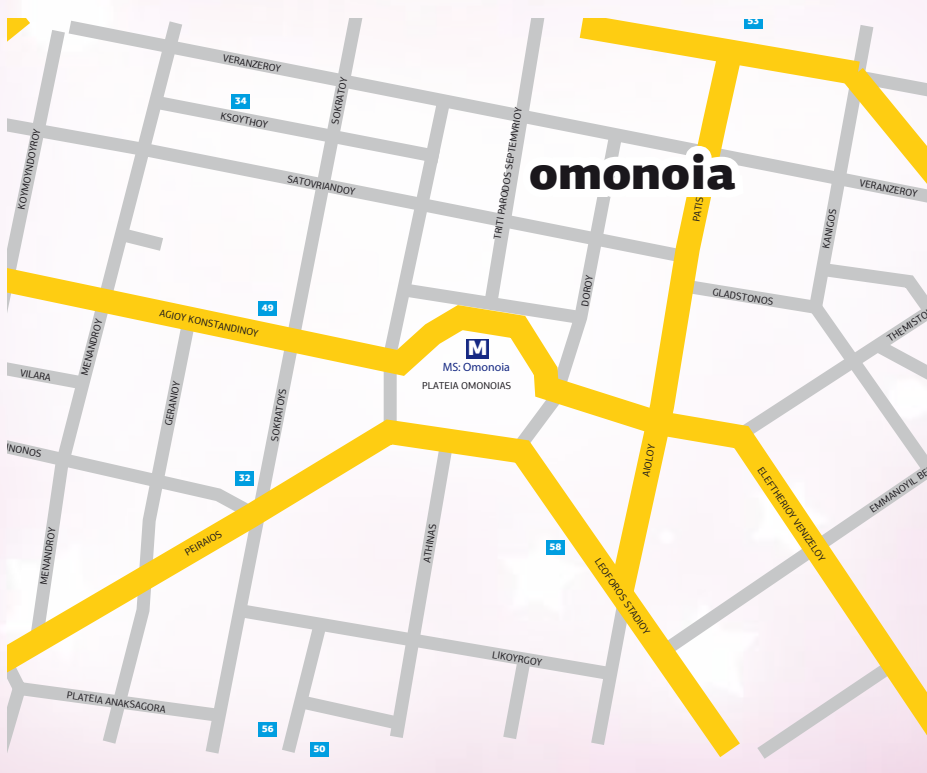 53
VERANZEROY
34
KSOYTHOY
SOKRATOY
KOYMOYNDOYROY
TRITI PARODOS SEPTEMVRIOY
omonoia
SATOVRIANDOY
VERANZEROY
PATIS
KANIGOS
49
AGIOY KONSTANDINOY
DOROY
GLADSTONOS
THEMISTO
MENANDROY
M
MS: Omonoia
PLATEIA OMONOIAS
VILARA
GERANIOY
SOKRATOYS
NONOS
32
AIOLOY
ELEFTHERIOY VENIZELOY
EMMANOYIL BE
PEIRAIOS
ATHINAS
58
MENANDROY
LEOFOROS STADIOY
LIKOYRGOY
PLATEIA ANAKSAGORA
56
50